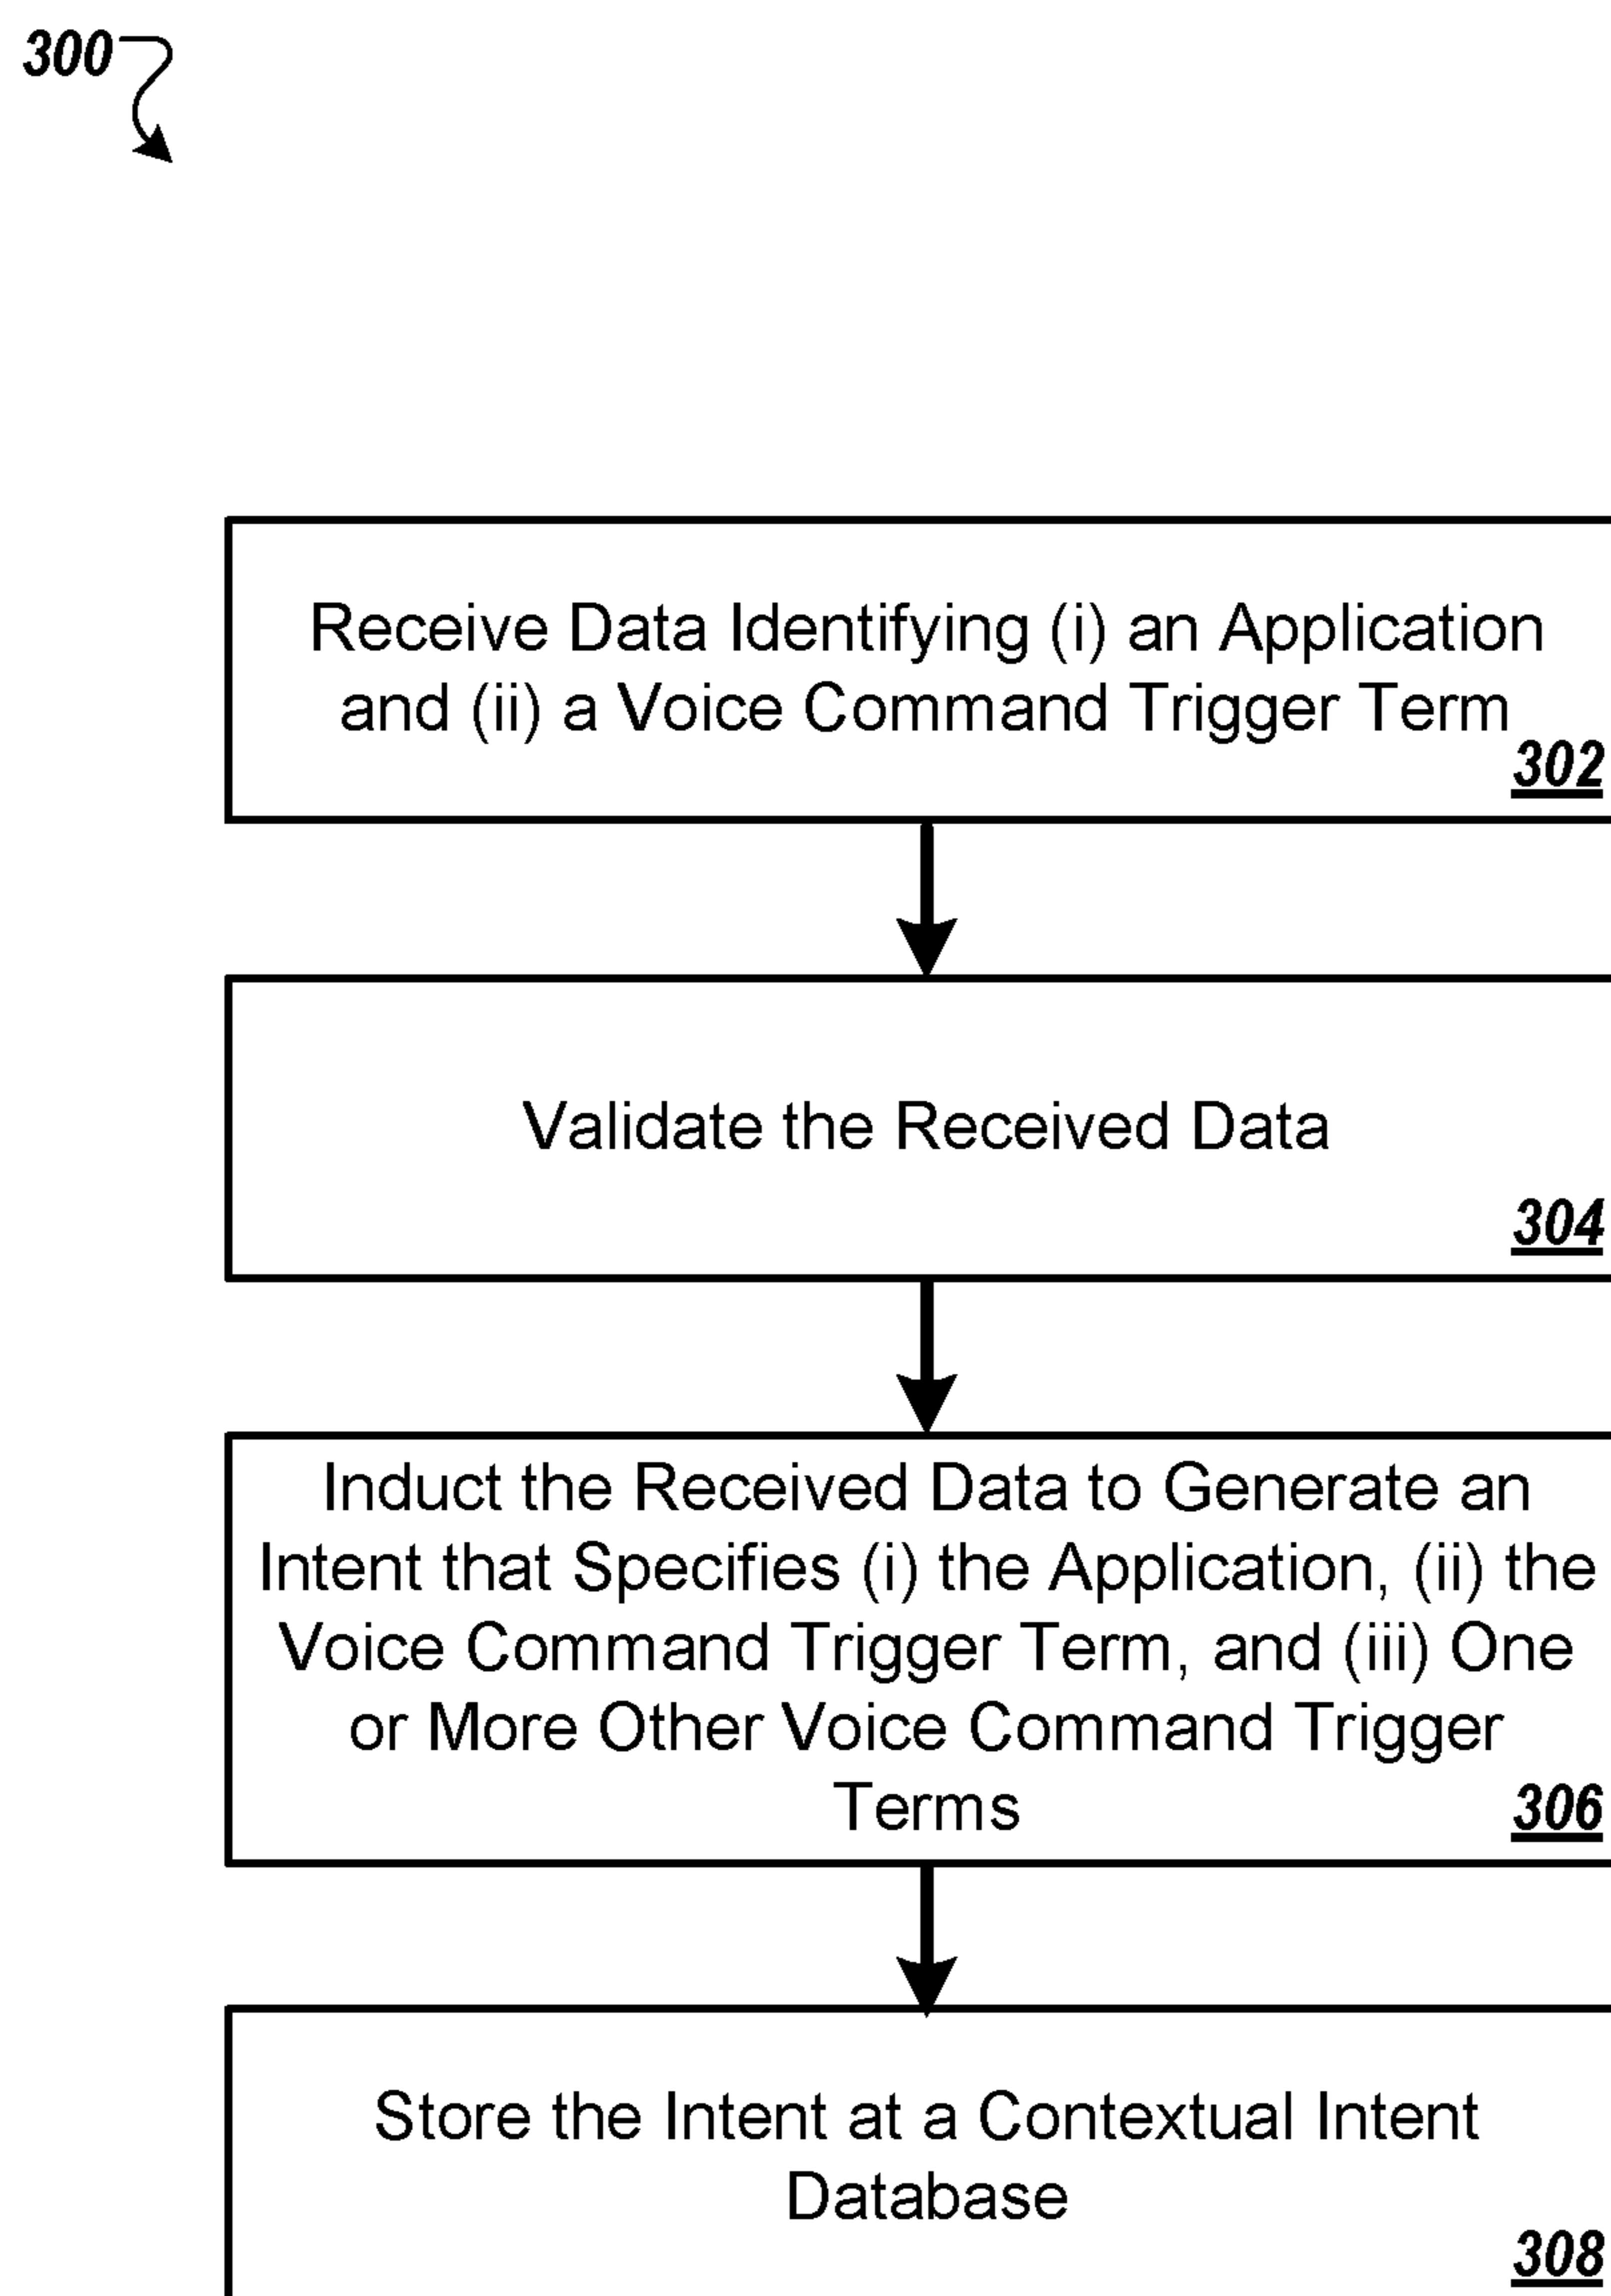 300
Receive Data Identifying (i) an Application
and (ii) a Voice Command Trigger Term
302
Validate the Received Data
304
Induct the Received Data to Generate an
Intent that Specifies (i) the Application, (ii) the
Voice Command Trigger Term, and (iii) One
or More Other Voice Command Trigger
Terms
306
Store the Intent at a Contextual Intent
Database
308